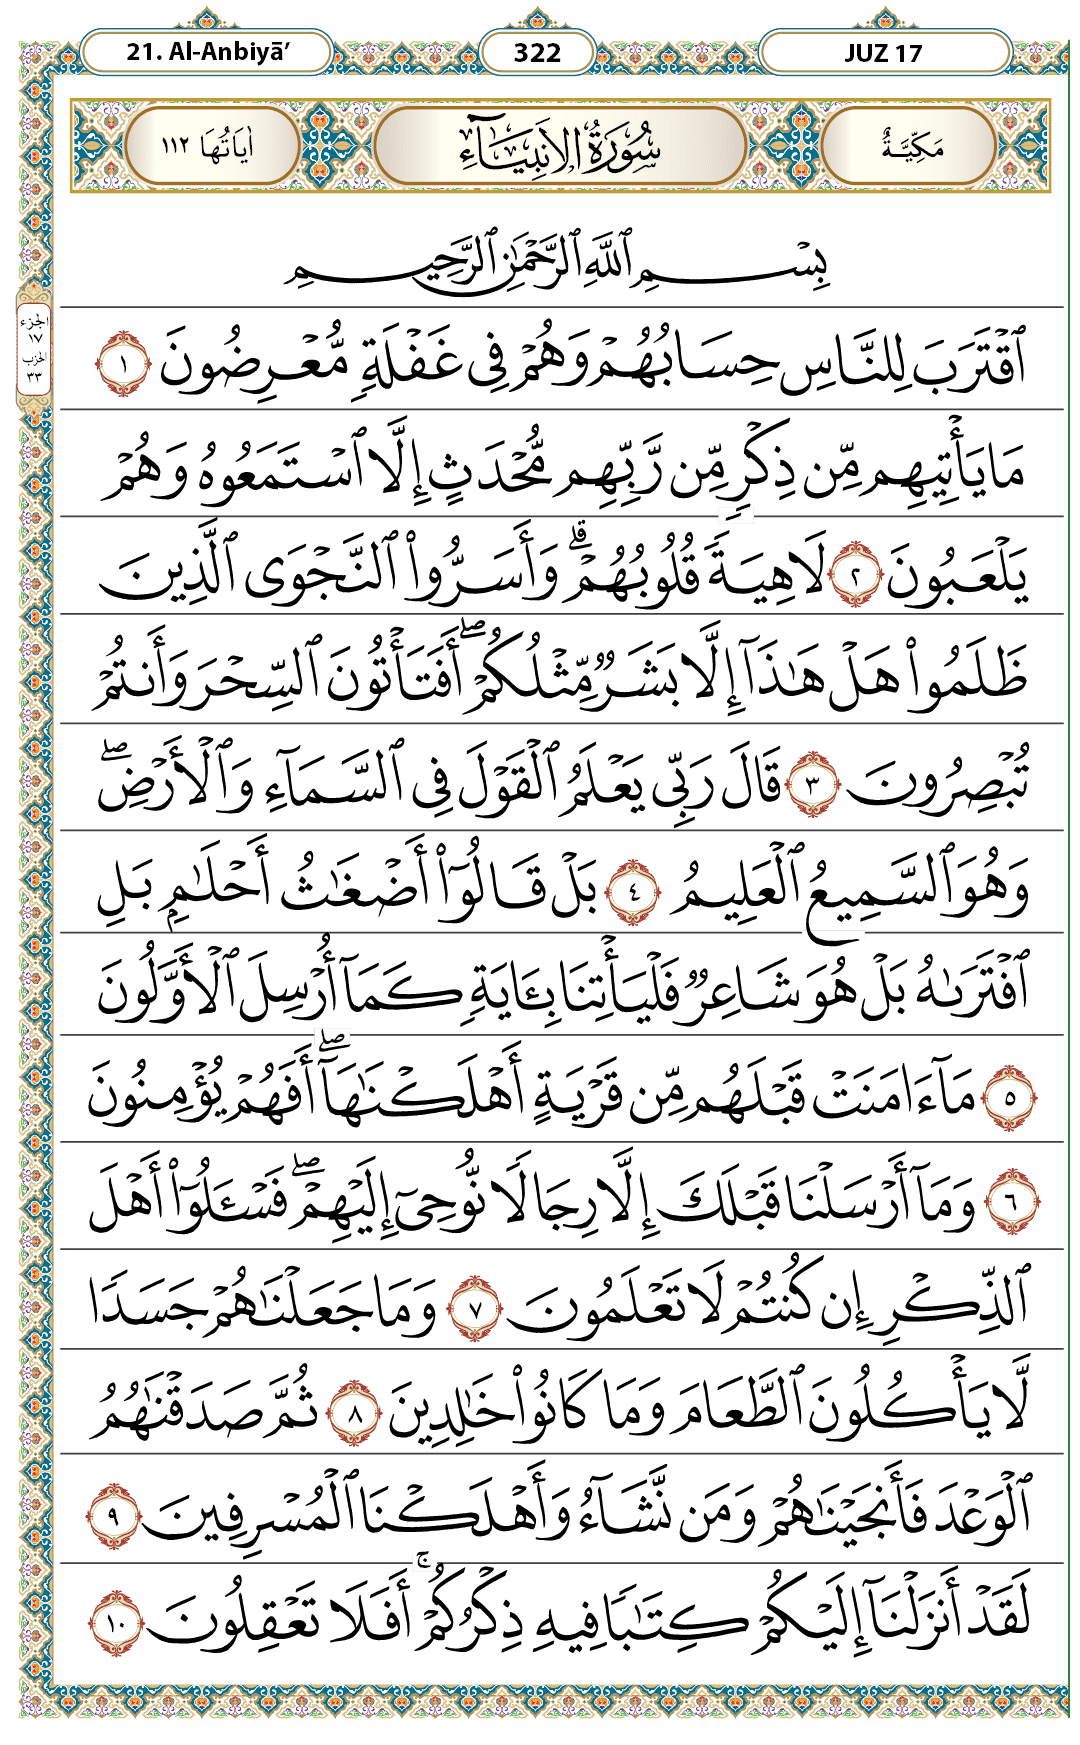 21. Al-Anbiyā’ 322 JUZ 17
مَكِّيَّةٌ سُورَةُ الْأَنبِيَاۤءِ اٰيَاتُهَا ١١٢
بِسْمِ ٱللَّهِ ٱلرَّحْمَٰنِ ٱلرَّحِيمِ
الجزء
١٧
الحزب
٣٣
ٱقْتَرَبَ لِلنَّاسِ حِسَابُهُمْ وَهُمْ فِى غَفْلَةٍ مُّعْرِضُونَ ١
مَا يَأْتِيهِم مِّن ذِكْرٍ مِّن رَّبِّهِم مُّحْدَثٍ إِلَّا ٱسْتَمَعُوهُ وَهُمْ
يَلْعَبُونَ ٢ لَاهِيَةً قُلُوبُهُمْ ۗ وَأَسَرُّوا۟ ٱلنَّجْوَى ٱلَّذِينَ
ظَلَمُوا۟ هَلْ هَٰذَآ إِلَّا بَشَرٌ مِّثْلُكُمْ ۖ أَفَتَأْتُونَ ٱلسِّحْرَ وَأَنتُمْ
تُبْصِرُونَ ٣ قَالَ رَبِّى يَعْلَمُ ٱلْقَوْلَ فِى ٱلسَّمَآءِ وَٱلْأَرْضِ ۖ
وَهُوَ ٱلسَّمِيعُ ٱلْعَلِيمُ ٤ بَلْ قَالُوٓا۟ أَضْغَٰثُ أَحْلَٰمٍۭ بَلِ
ٱفْتَرَىٰهُ بَلْ هُوَ شَاعِرٌ فَلْيَأْتِنَا بِـَٔايَةٍ كَمَآ أُرْسِلَ ٱلْأَوَّلُونَ
٥ مَآ ءَامَنَتْ قَبْلَهُم مِّن قَرْيَةٍ أَهْلَكْنَٰهَآ ۖ أَفَهُمْ يُؤْمِنُونَ
٦ وَمَآ أَرْسَلْنَا قَبْلَكَ إِلَّا رِجَالًا نُّوحِىٓ إِلَيْهِمْ ۖ فَسْـَٔلُوٓا۟ أَهْلَ
ٱلذِّكْرِ إِن كُنتُمْ لَا تَعْلَمُونَ ٧ وَمَا جَعَلْنَٰهُمْ جَسَدًا
لَّا يَأْكُلُونَ ٱلطَّعَامَ وَمَا كَانُوا۟ خَٰلِدِينَ ٨ ثُمَّ صَدَقْنَٰهُمُ
ٱلْوَعْدَ فَأَنجَيْنَٰهُمْ وَمَن نَّشَآءُ وَأَهْلَكْنَا ٱلْمُسْرِفِينَ ٩
لَقَدْ أَنزَلْنَآ إِلَيْكُمْ كِتَٰبًا فِيهِ ذِكْرُكُمْ ۚ أَفَلَا تَعْقِلُونَ ١٠